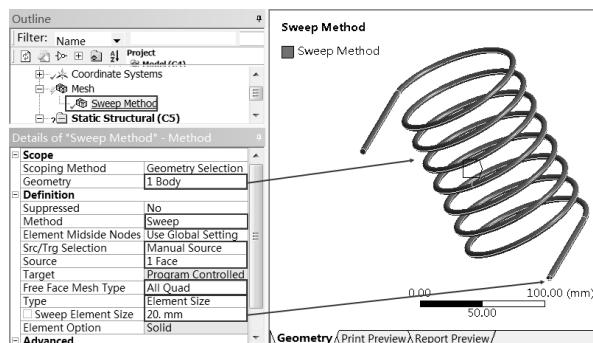 Outline
Filter: Name
Project
Model (C4)
Coordinate Systems
Mesh
Sweep Method
Static Structural (C5)
Details of "Sweep Method" - Method
Scope
Scoping Method Geometry Selection
Geometry 1 Body
Definition
Suppressed No
Method Sweep
Element Midside Nodes Use Global Setting
Src/Trg Selection Manual Source
Source 1 Face
Target Program Controlled
Free Face Mesh Type All Quad
Type Element Size
Sweep Element Size 20. mm
Element Option Solid
Advanced
Sweep Method
Sweep Method
0.00 100.00 (mm)
50.00
Geometry Print Preview Report Preview